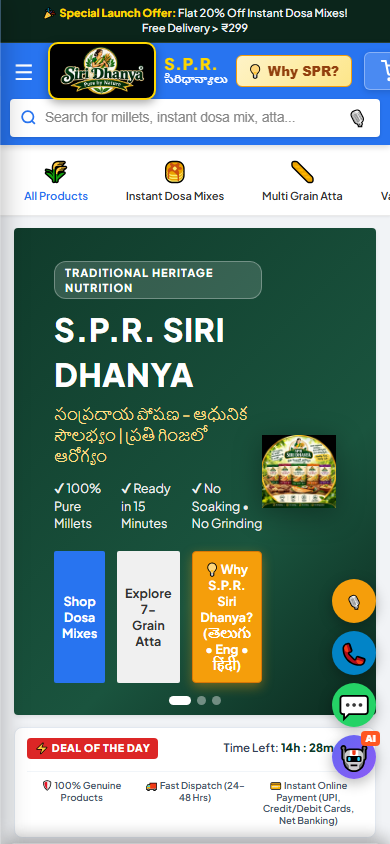 Special Launch Offer: Flat 20% Off Instant Dosa Mixes!
Free Delivery > ₹299
Siri Dhanya
Pure by Nature
S.P.R.
సిరిధాన్యాలు
Why SPR?
Search for millets, instant dosa mix, atta...
All Products
Instant Dosa Mixes
Multi Grain Atta
Va
TRADITIONAL HERITAGE
NUTRITION
S.P.R. SIRI
DHANYA
సంప్రదాయ పోషణ – ఆధునిక
సౌలభ్యం | ప్రతి గింజలో
ఆరోగ్యం
✓ 100%
Pure
Millets
✓ Ready
in 15
Minutes
✓ No
Soaking •
No Grinding
SIRI DHANYA
Shop
Dosa
Mixes
Explore
7-
Grain
Atta
Why
S.P.R.
Siri
Dhanya?
(తెలుగు
• Eng •
हिंदी)
AI
DEAL OF THE DAY
Time Left: 14h : 28m
100% Genuine
Products
Fast Dispatch (24–
48 Hrs)
Instant Online
Payment (UPI,
Credit/Debit Cards,
Net Banking)